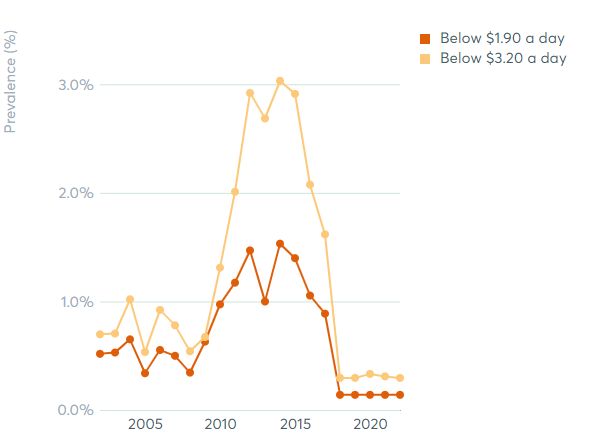 Prevalence (%)
Below $1.90 a day
Below $3.20 a day
3.0%
2.0%
1.0%
0.0%
2005 2010 2015 2020